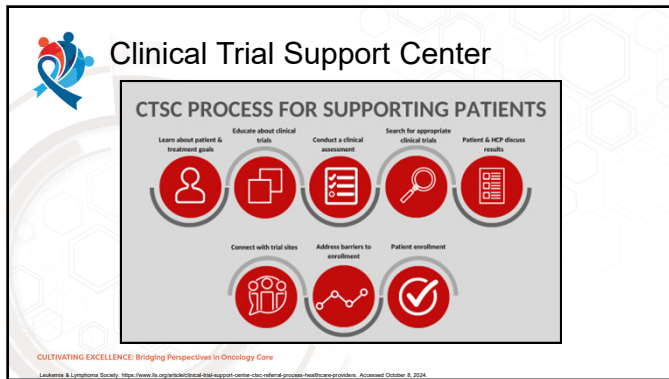 Clinical Trial Support Center
CTSC PROCESS FOR SUPPORTING PATIENTS
Learn about patient &
treatment goals
Educate about clinical
trials
Conduct a clinical
assessment
Search for appropriate
clinical trials
Patient & HCP discuss
results
Connect with trial sites
Address barriers to
enrollment
Patient enrollment
CULTIVATING EXCELLENCE: Bridging Perspectives in Oncology Care
Leukemia & Lymphoma Society. https://www.lls.org/article/clinical-trial-support-center-ctsc-referral-process-healthcare-providers. Accessed October 8, 2024.